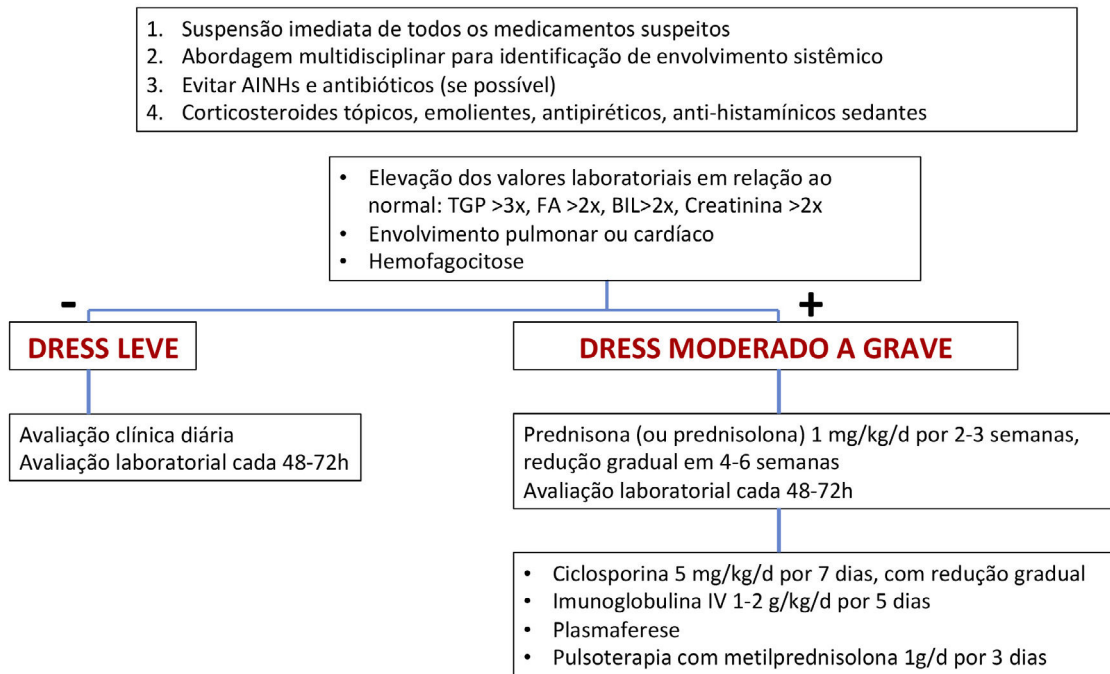 1. Suspensão imediata de todos os medicamentos suspeitos
2. Abordagem multidisciplinar para identificação de envolvimento sistêmico
3. Evitar AINHs e antibióticos (se possível)
4. Corticosteroides tópicos, emolientes, antipiréticos, anti-histamínicos sedantes
• Elevação dos valores laboratoriais em relação ao
normal: TGP >3x, FA >2x, BIL>2x, Creatinina >2x
• Envolvimento pulmonar ou cardíaco
• Hemofagocitose
-
+
DRESS LEVE
DRESS MODERADO A GRAVE
Avaliação clínica diária
Avaliação laboratorial cada 48-72h
Prednisona (ou prednisolona) 1 mg/kg/d por 2-3 semanas,
redução gradual em 4-6 semanas
Avaliação laboratorial cada 48-72h
• Ciclosporina 5 mg/kg/d por 7 dias, com redução gradual
• Imunoglobulina IV 1-2 g/kg/d por 5 dias
• Plasmaferese
• Pulsoterapia com metilprednisolona 1g/d por 3 dias